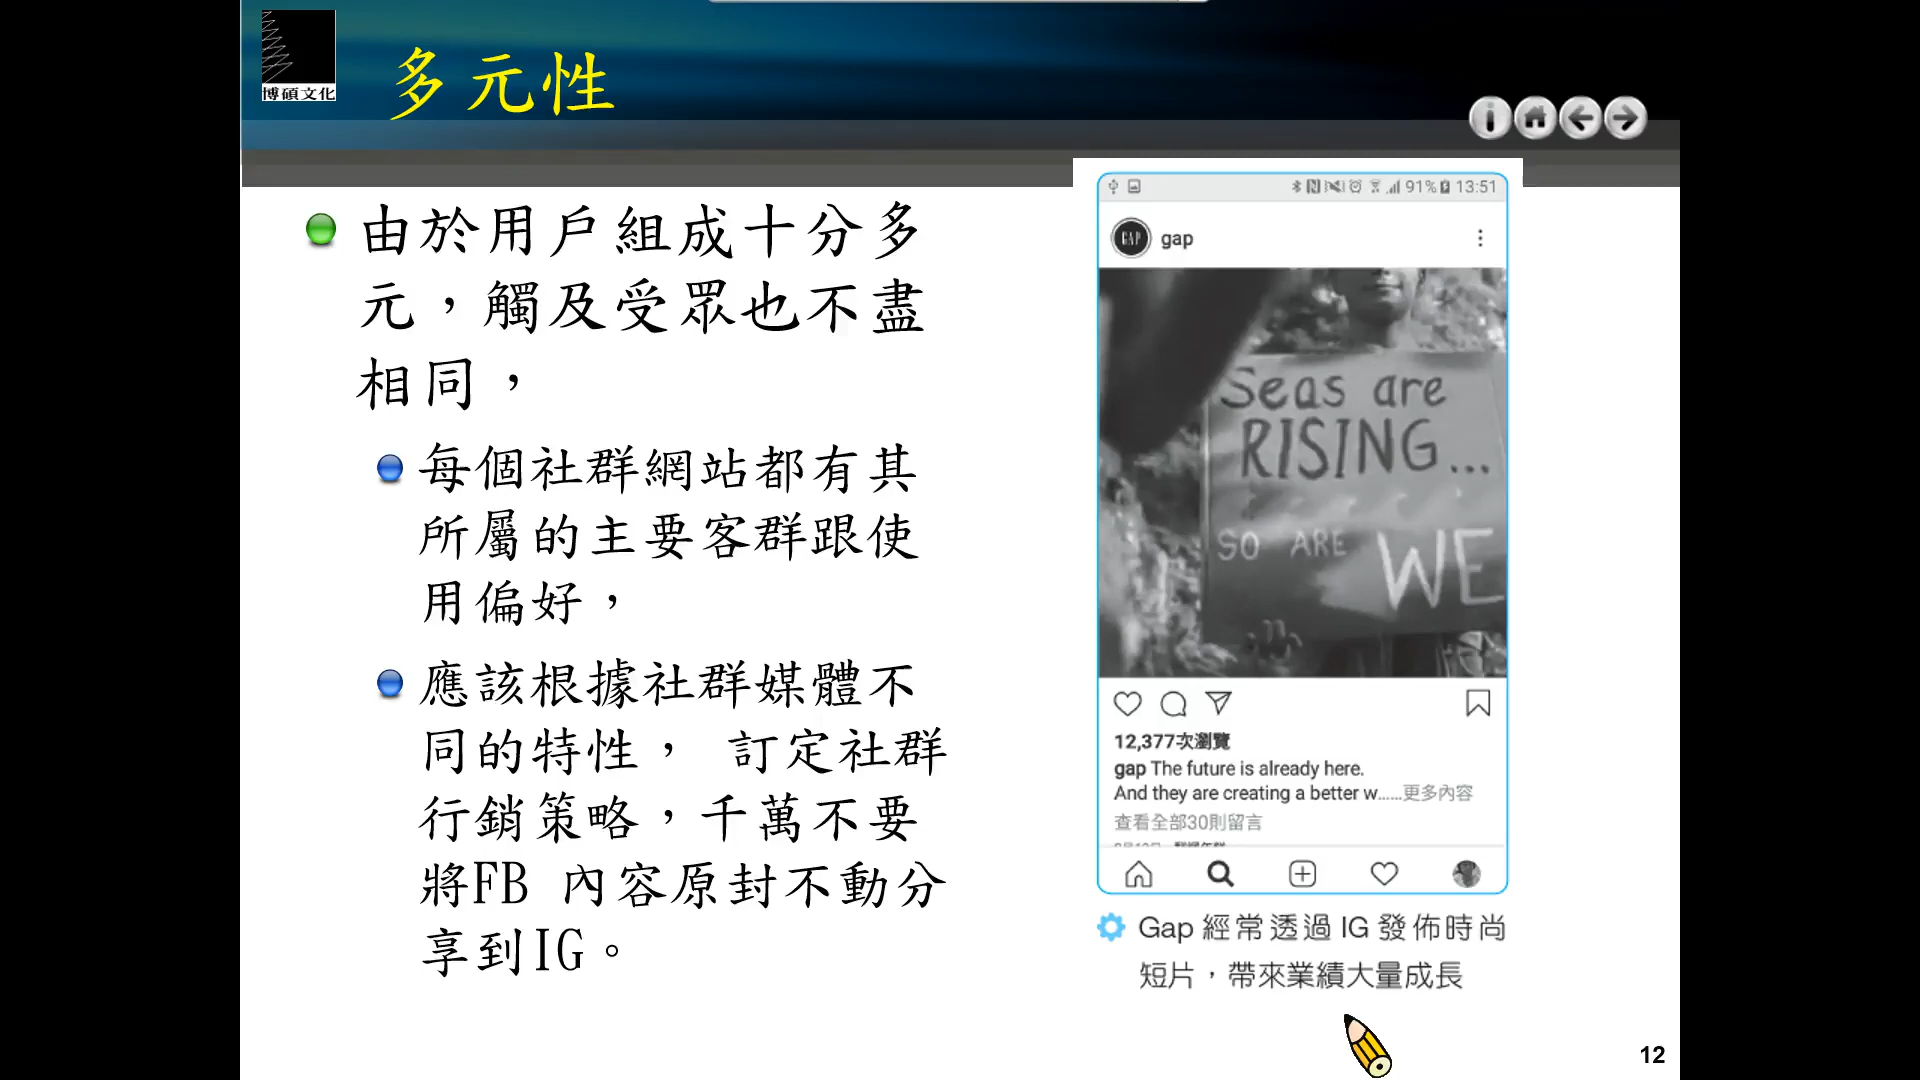 博碩文化
多元性
由於用戶組成十分多
元，觸及受眾也不盡
相同，
每個社群網站都有其
所屬的主要客群跟使
用偏好，
應該根據社群媒體不
同的特性， 訂定社群
行銷策略，千萬不要
將FB 內容原封不動分
享到IG。
91% 13:51
GAP gap
Seas are
RISING...
SO ARE WE
12,377次瀏覽
gap The future is already here.
And they are creating a better w......更多內容
查看全部30則留言
Gap 經常透過 IG 發佈時尚
短片，帶來業績大量成長
12